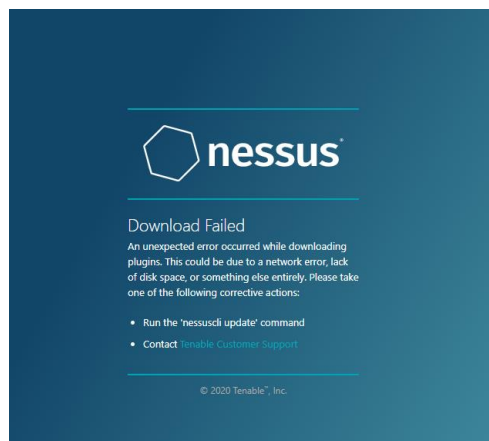 nessus®
Download Failed
An unexpected error occurred while downloading
plugins. This could be due to a network error, lack
of disk space, or something else entirely. Please take
one of the following corrective actions:
• Run the 'nessuscli update' command
• Contact Tenable Customer Support
© 2020 Tenable™, Inc.